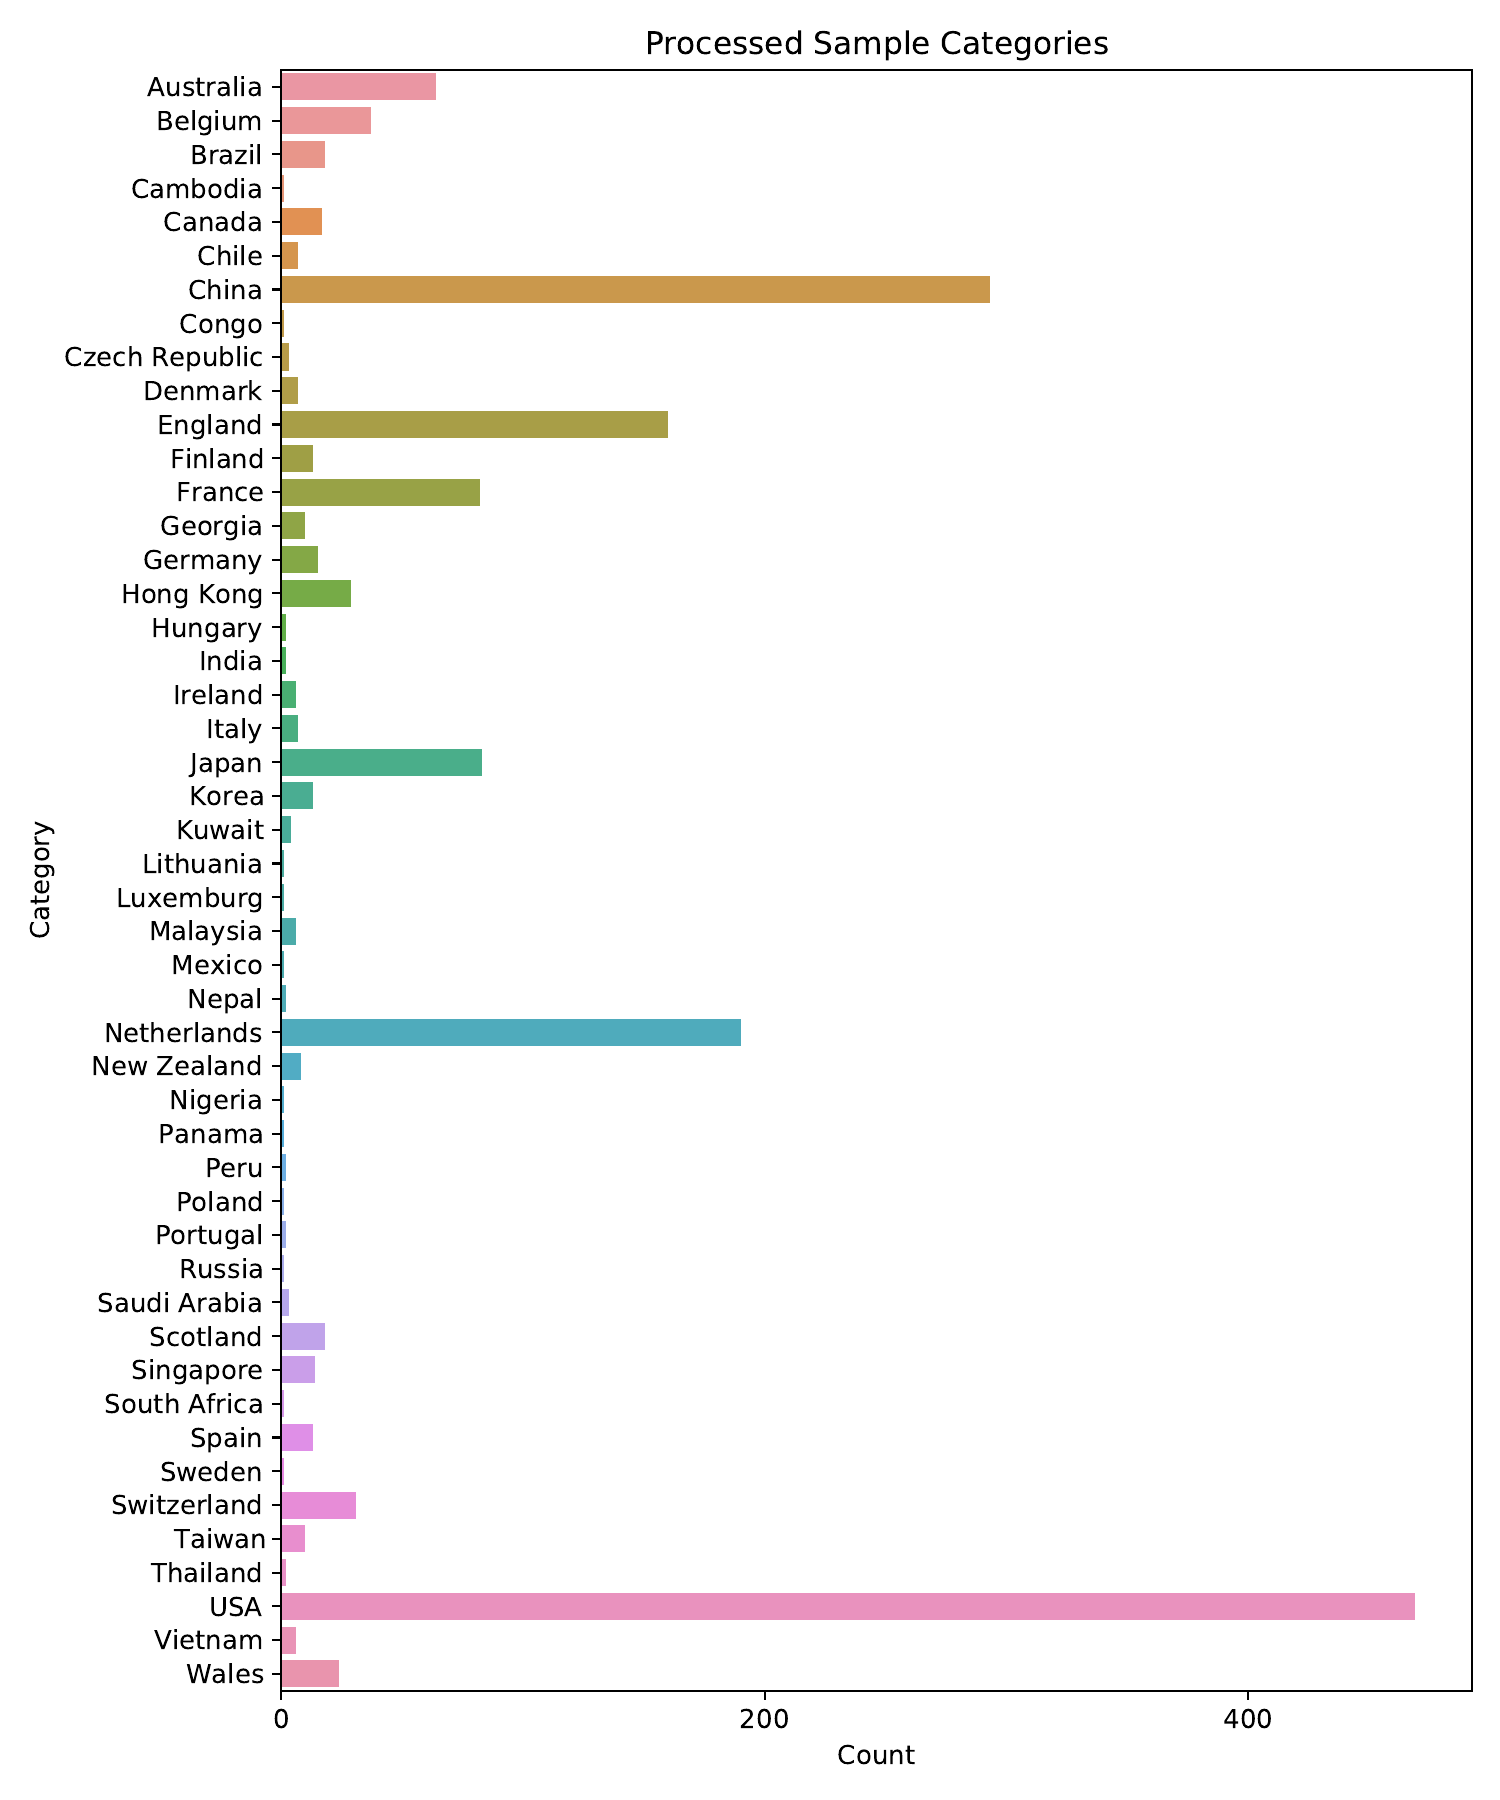 Processed Sample Categories
Australia
Belgium
Brazil
Cambodia
Canada
Chile
China
Congo
Czech Republic
Denmark
England
Finland
France
Georgia
Germany
Hong Kong
Hungary
India
Ireland
Italy
Japan
Korea
Kuwait
Lithuania
Luxemburg
Malaysia
Mexico
Nepal
Netherlands
New Zealand
Nigeria
Panama
Peru
Poland
Portugal
Russia
Saudi Arabia
Scotland
Singapore
South Africa
Spain
Sweden
Switzerland
Taiwan
Thailand
USA
Vietnam
Wales
Category
0 200 400
Count